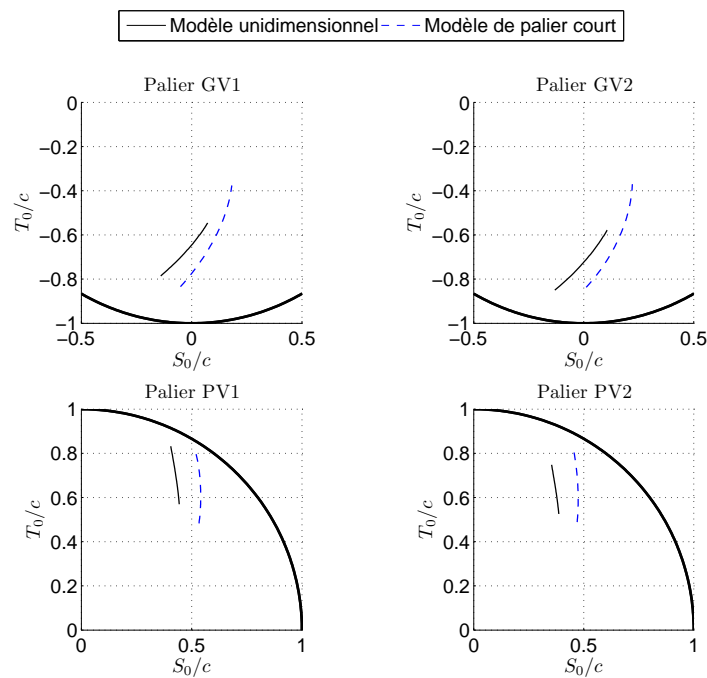 Modèle unidimensionnel
Modèle de palier court
Palier GV1
0
−0.2
−0.4
−0.6
−0.8
−1
−0.5
0
0.5
T₀/c
S₀/c
Palier GV2
0
−0.2
−0.4
−0.6
−0.8
−1
−0.5
0
0.5
T₀/c
S₀/c
Palier PV1
1
0.8
0.6
0.4
0.2
0
0
0.5
1
T₀/c
S₀/c
Palier PV2
1
0.8
0.6
0.4
0.2
0
0
0.5
1
T₀/c
S₀/c